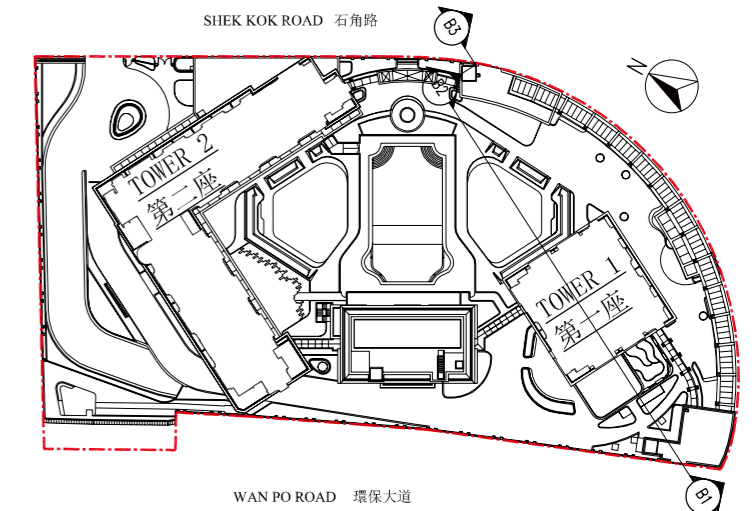 SHEK KOK ROAD 石角路
B3
B2
N
TOWER 2
第二座
TOWER 1
第一座
B1
WAN PO ROAD 環保大道